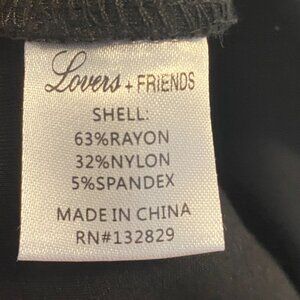 Lovers + FRIENDS
SHELL:
63%RAYON
32%NYLON
5%SPANDEX
MADE IN CHINA
RN#132829